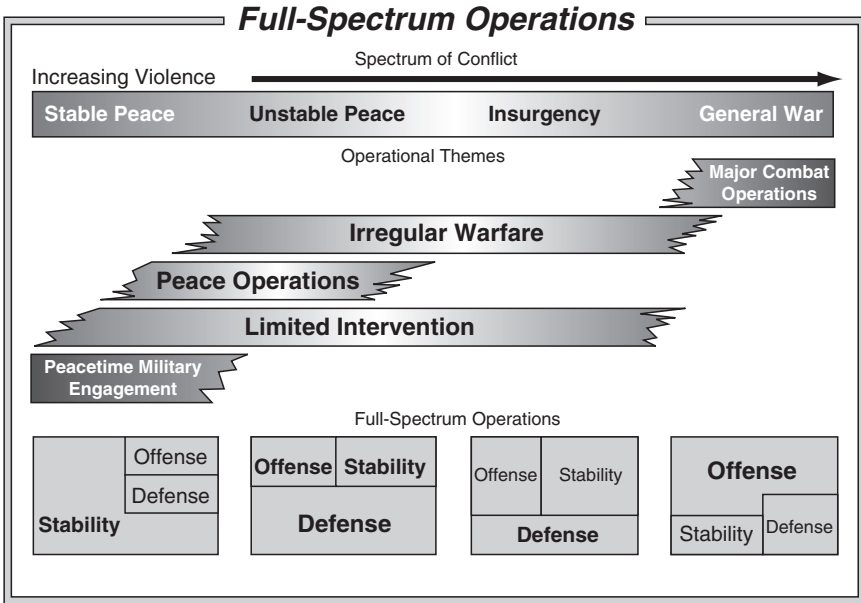 Full-Spectrum Operations
Spectrum of Conflict
Increasing Violence
Stable Peace Unstable Peace Insurgency General War
Operational Themes
Major Combat
Operations
Irregular Warfare
Peace Operations
Limited Intervention
Peacetime Military
Engagement
Full-Spectrum Operations
Offense
Defense
Stability
Offense Stability
Defense
Offense Stability
Defense
Offense
Stability Defense